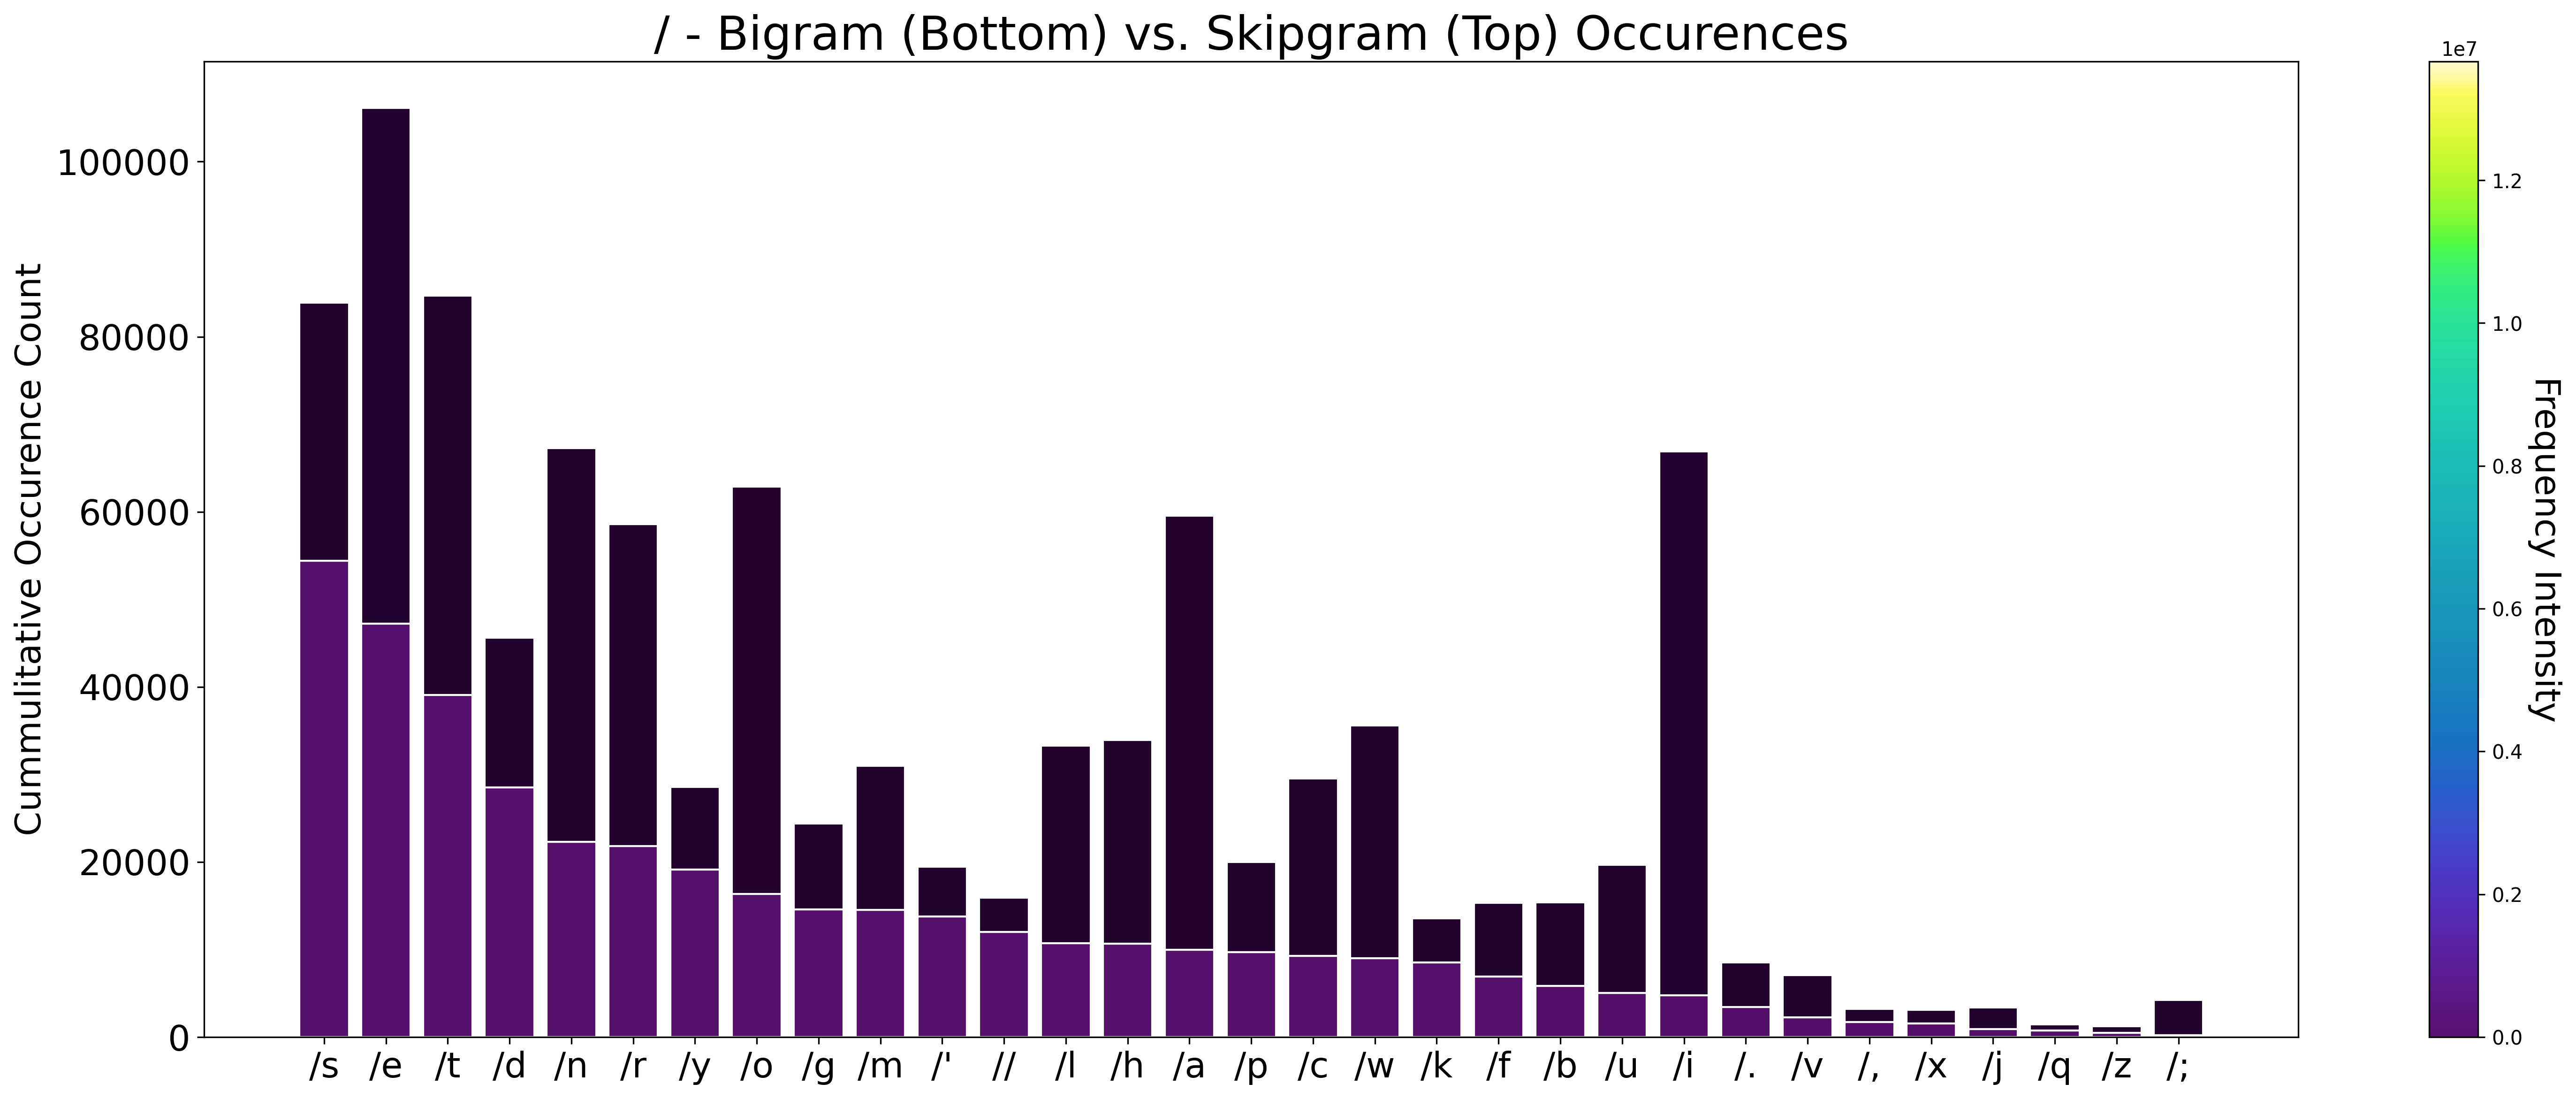 / - Bigram (Bottom) vs. Skipgram (Top) Occurences
1e7
Cummulitative Occurence Count
100000
80000
60000
40000
20000
0
/s /e /t /d /n /r /y /o /g /m /' // /l /h /a /p /c /w /k /f /b /u /i /. /v /, /x /j /q /z /;
1.2
1.0
0.8
0.6
0.4
0.2
0.0
Frequency Intensity